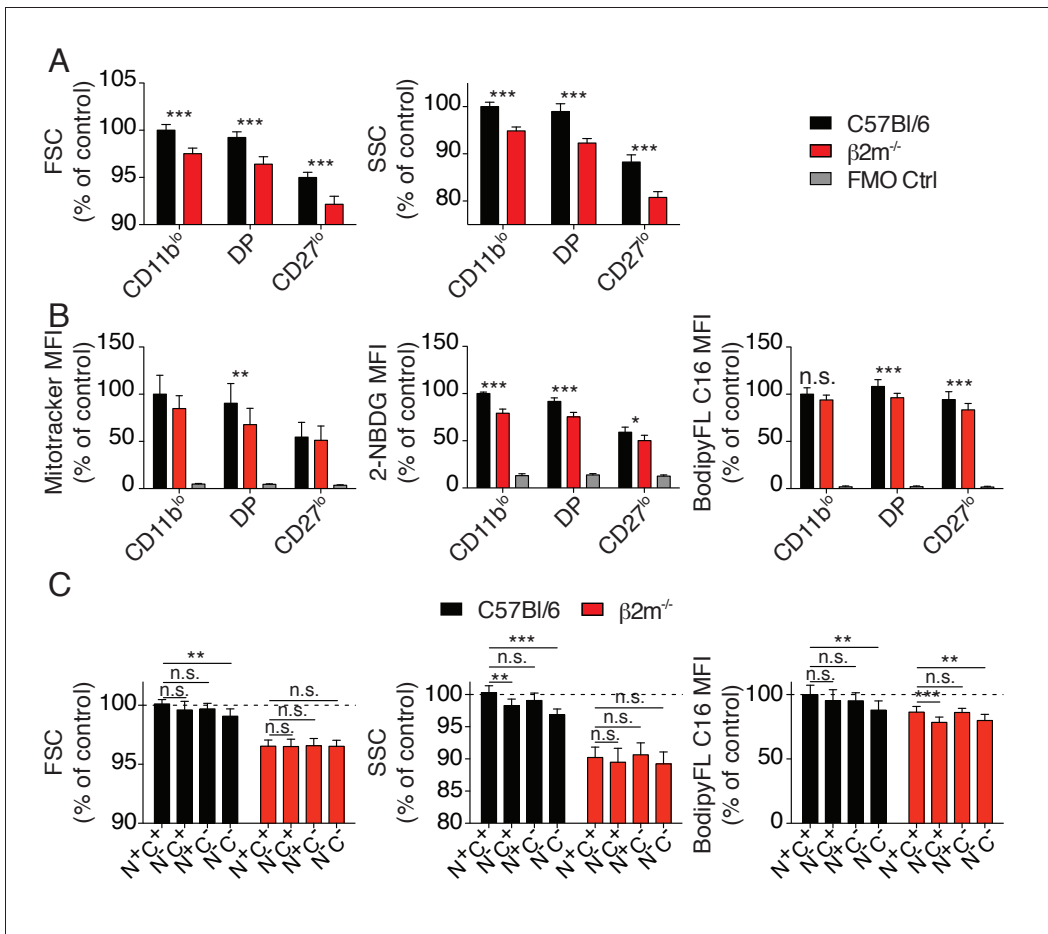 A
FSC
(% of control)
105
100
95
90
***
***
***
CD11b^lo
DP
CD27^lo
SSC
(% of control)
100
90
80
***
***
***
CD11b^lo
DP
CD27^lo
C57Bl/6
β2m^-/-
FMO Ctrl
B
Mitotracker MFI
(% of control)
150
100
50
0
**
CD11b^lo
DP
CD27^lo
2-NBDG MFI
(% of control)
150
100
50
0
***
***
*
CD11b^lo
DP
CD27^lo
BodipyFL C16 MFI
(% of control)
150
100
50
0
n.s.
***
***
CD11b^lo
DP
CD27^lo
C
C57Bl/6
β2m^-/-
FSC
(% of control)
100
95
90
**
n.s.
n.s.
n.s.
n.s.
n.s.
N+C+
N-C+
N+C-
N-C-
N+C+
N-C+
N+C-
N-C-
SSC
(% of control)
100
95
90
85
80
***
n.s.
**
n.s.
n.s.
n.s.
N+C+
N-C+
N+C-
N-C-
N+C+
N-C+
N+C-
N-C-
BodipyFL C16 MFI
(% of control)
100
50
0
**
n.s.
n.s.
**
n.s.
***
N+C+
N-C+
N+C-
N-C-
N+C+
N-C+
N+C-
N-C-